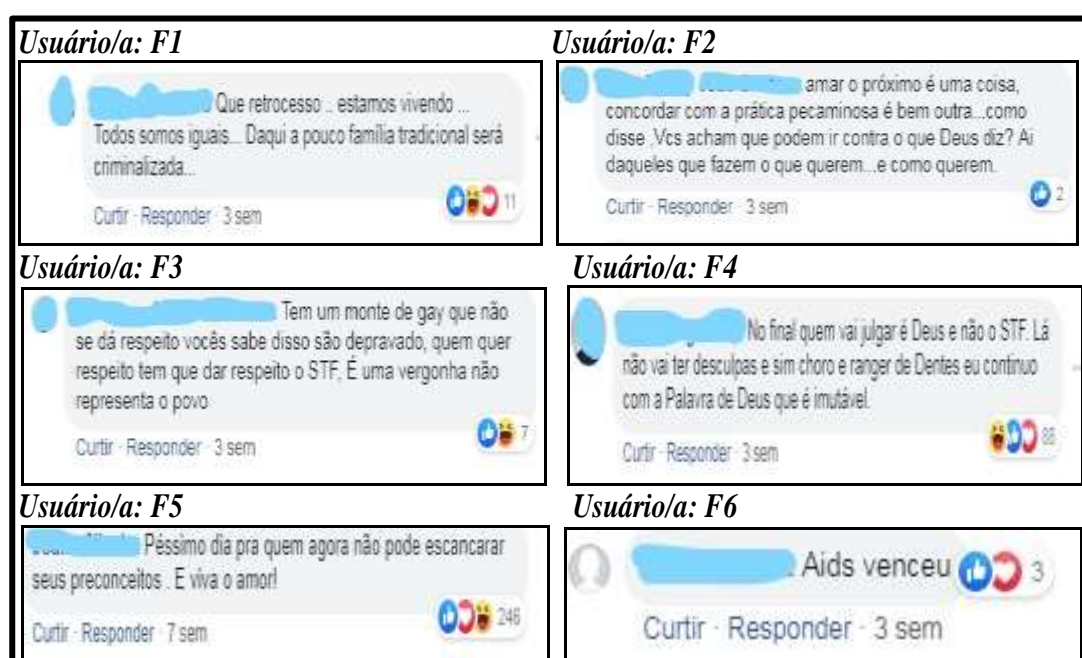 Usuário/a: F1
Que retrocesso .. estamos vivendo ...
Todos somos iguais... Daqui a pouco família tradicional será
criminalizada...
Curtir · Responder · 3 sem
11
Usuário/a: F2
amar o próximo é uma coisa,
concordar com a prática pecaminosa é bem outra...como
disse .Vcs acham que podem ir contra o que Deus diz? Ai
daqueles que fazem o que querem...e como querem.
Curtir · Responder · 3 sem
2
Usuário/a: F3
Tem um monte de gay que não
se dá respeito vocês sabe disso são depravado, quem quer
respeito tem que dar respeito o STF, É uma vergonha não
representa o povo
Curtir · Responder · 3 sem
7
Usuário/a: F4
No final quem vai julgar é Deus e não o STF. Lá
não vai ter desculpas e sim choro e ranger de Dentes eu continuo
com a Palavra de Deus que é imutável.
Curtir · Responder · 3 sem
88
Usuário/a: F5
Péssimo dia pra quem agora não pode escancarar
seus preconceitos . E viva o amor!
Curtir · Responder · 7 sem
246
Usuário/a: F6
Aids venceu
3
Curtir · Responder · 3 sem